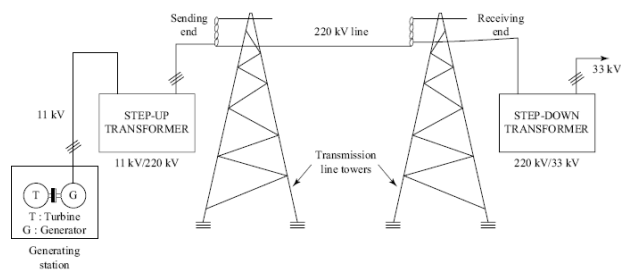 Sending
end
220 kV line
Receiving
end
33 kV
11 kV
STEP-UP
TRANSFORMER
11 kV/220 kV
STEP-DOWN
TRANSFORMER
220 kV/33 kV
Transmission
line towers
T
G
T : Turbine
G : Generator
Generating
station